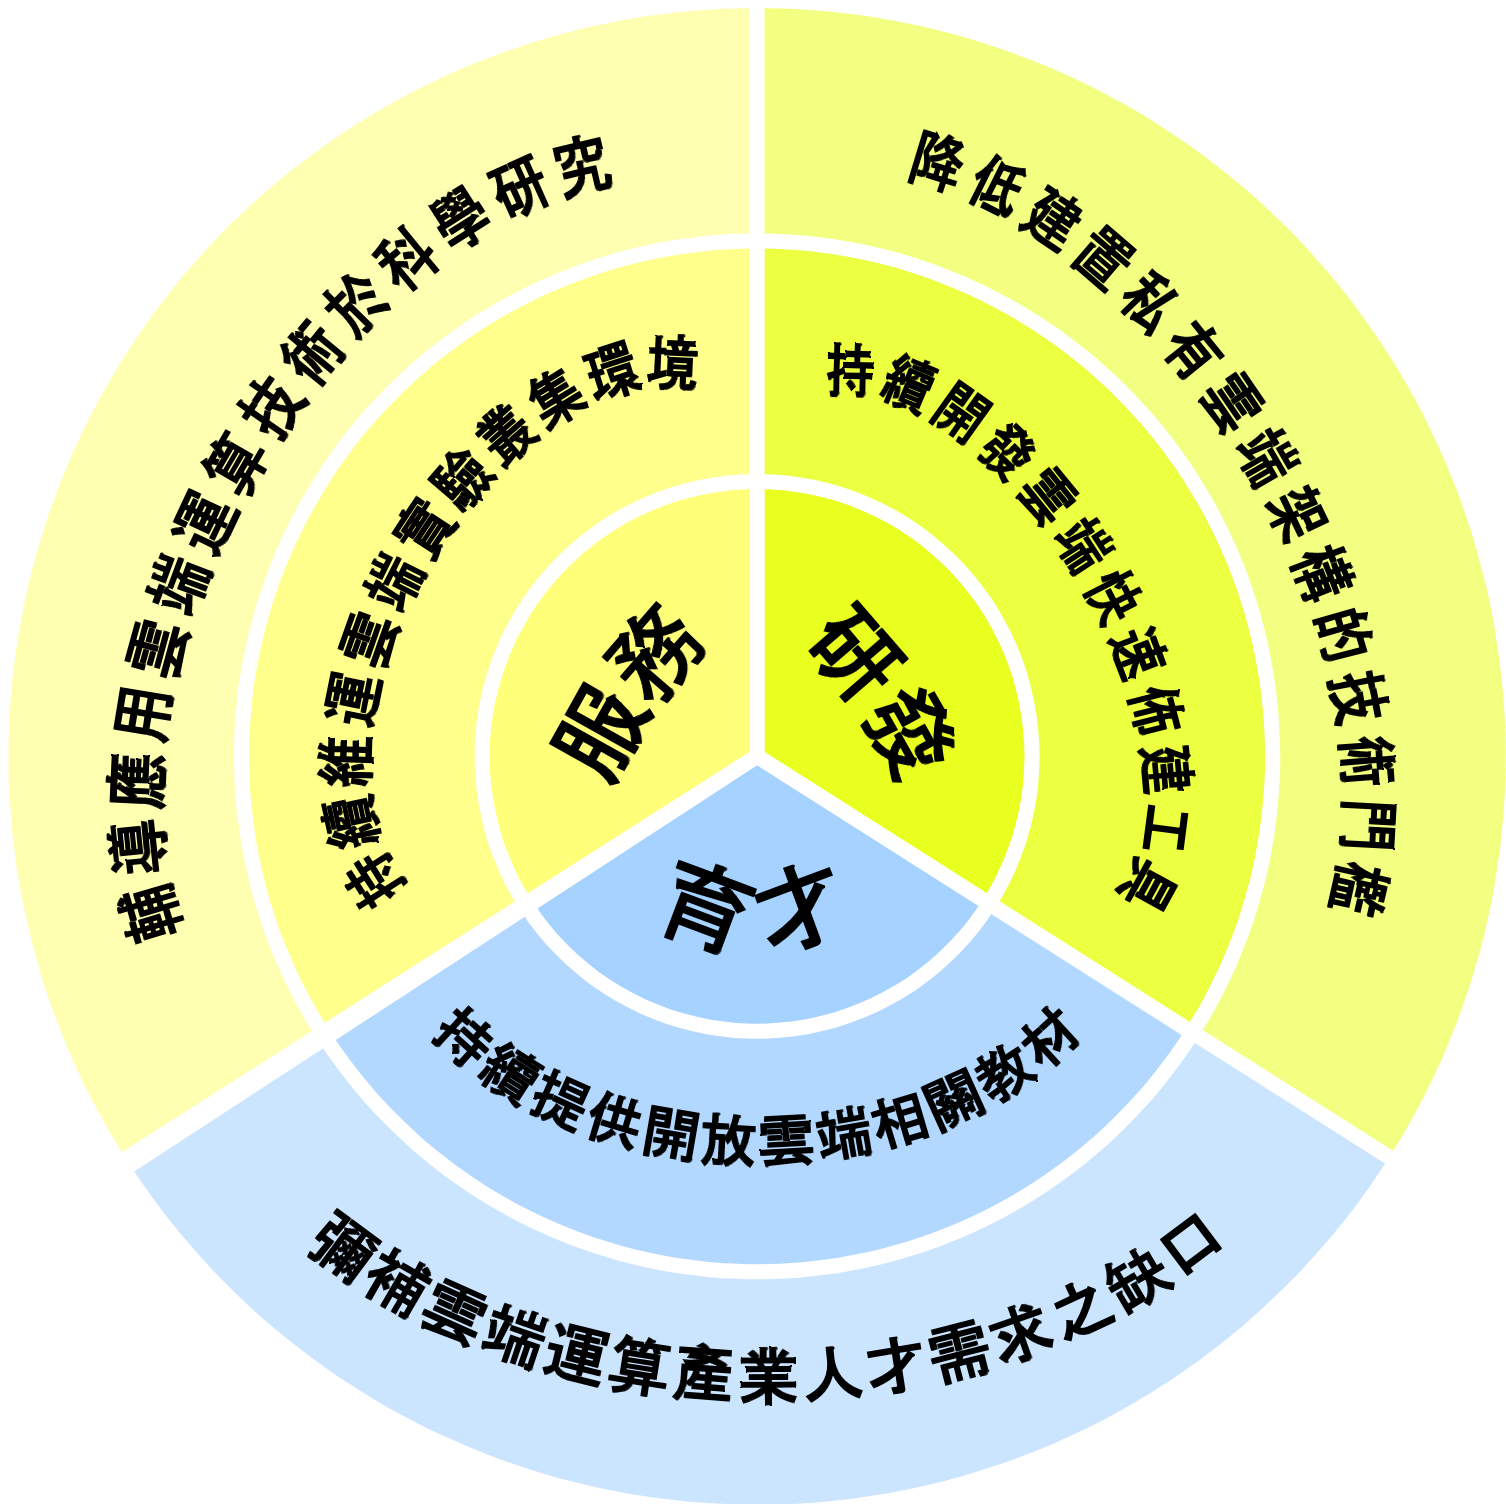 服務
持續維運雲端實驗叢集環境
輔導應用雲端運算技術於科學研究
研發
持續開發雲端快速佈建工具
降低建置私有雲端架構的技術門檻
育才
持續提供開放雲端相關教材
彌補雲端運算產業人才需求之缺口